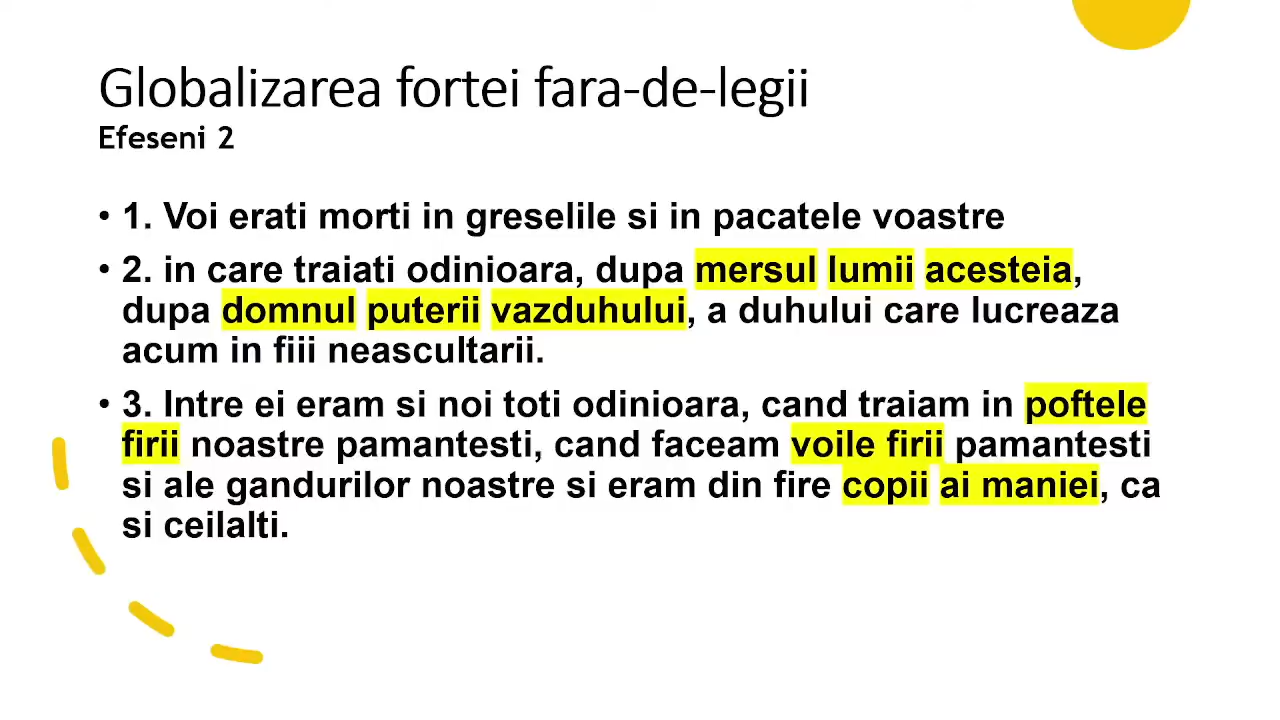 Globalizarea fortei fara-de-legii
Efeseni 2
• 1. Voi erati morti in greselile si in pacatele voastre
• 2. in care traiati odinioara, dupa mersul lumii acesteia,
dupa domnul puterii vazduhului, a duhului care lucreaza
acum in fiii neascultarii.
• 3. Intre ei eram si noi toti odinioara, cand traiam in poftele
firii noastre pamantesti, cand faceam voile firii pamantesti
si ale gandurilor noastre si eram din fire copii ai maniei, ca
si ceilalti.